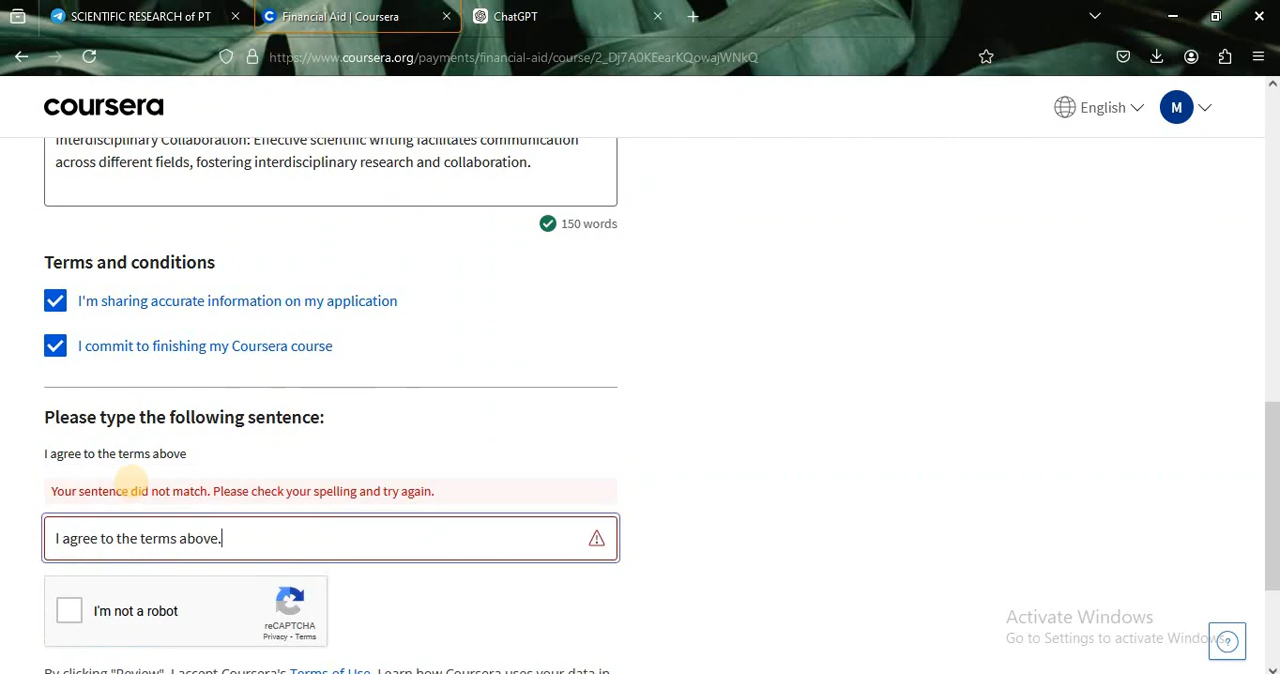 SCIENTIFIC RESEARCH of PT
Financial Aid | Coursera
ChatGPT
https://www.coursera.org/payments/financial-aid/course/2_Dj7A0KEearKQowajWNkQ
coursera
English
M
Interdisciplinary Collaboration: Effective scientific writing facilitates communication
across different fields, fostering interdisciplinary research and collaboration.
150 words
Terms and conditions
I'm sharing accurate information on my application
I commit to finishing my Coursera course
Please type the following sentence:
I agree to the terms above
Your sentence did not match. Please check your spelling and try again.
I agree to the terms above.
I'm not a robot
reCAPTCHA
Privacy - Terms
Activate Windows
Go to Settings to activate Windows.
By clicking "Review", I accept Coursera's Terms of Use. Learn how Coursera uses your data in